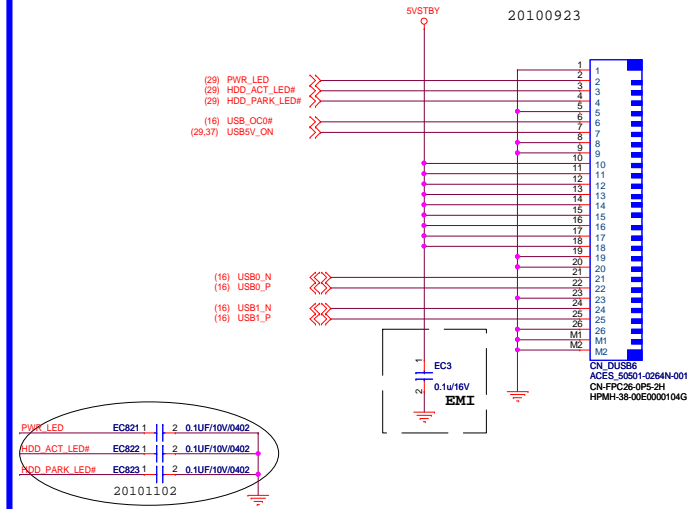 5VSTBY
20100923
(29) PWR_LED
(29) HDD_ACT_LED#
(29) HDD_PARK_LED#
(16) USB_OC0#
(29,37) USB5V_ON
(16) USB0_N
(16) USB0_P
(16) USB1_N
(16) USB1_P
1 1
2 2
3 3
4 4
5 5
6 6
7 7
8 8
9 9
10 10
11 11
12 12
13 13
14 14
15 15
16 16
17 17
18 18
19 19
20 20
21 21
22 22
23 23
24 24
25 25
26 26
M1 M1
M2 M2
CN_DUSB6
ACES_50501-0264N-001
CN-FPC26-0P5-2H
HPMH-38-00E0000104G
1
EC3
0.1u/16V
2
EMI
PWR_LED EC821 1 2 0.1UF/10V/0402
HDD_ACT_LED# EC822 1 2 0.1UF/10V/0402
HDD_PARK_LED# EC823 1 2 0.1UF/10V/0402
20101102